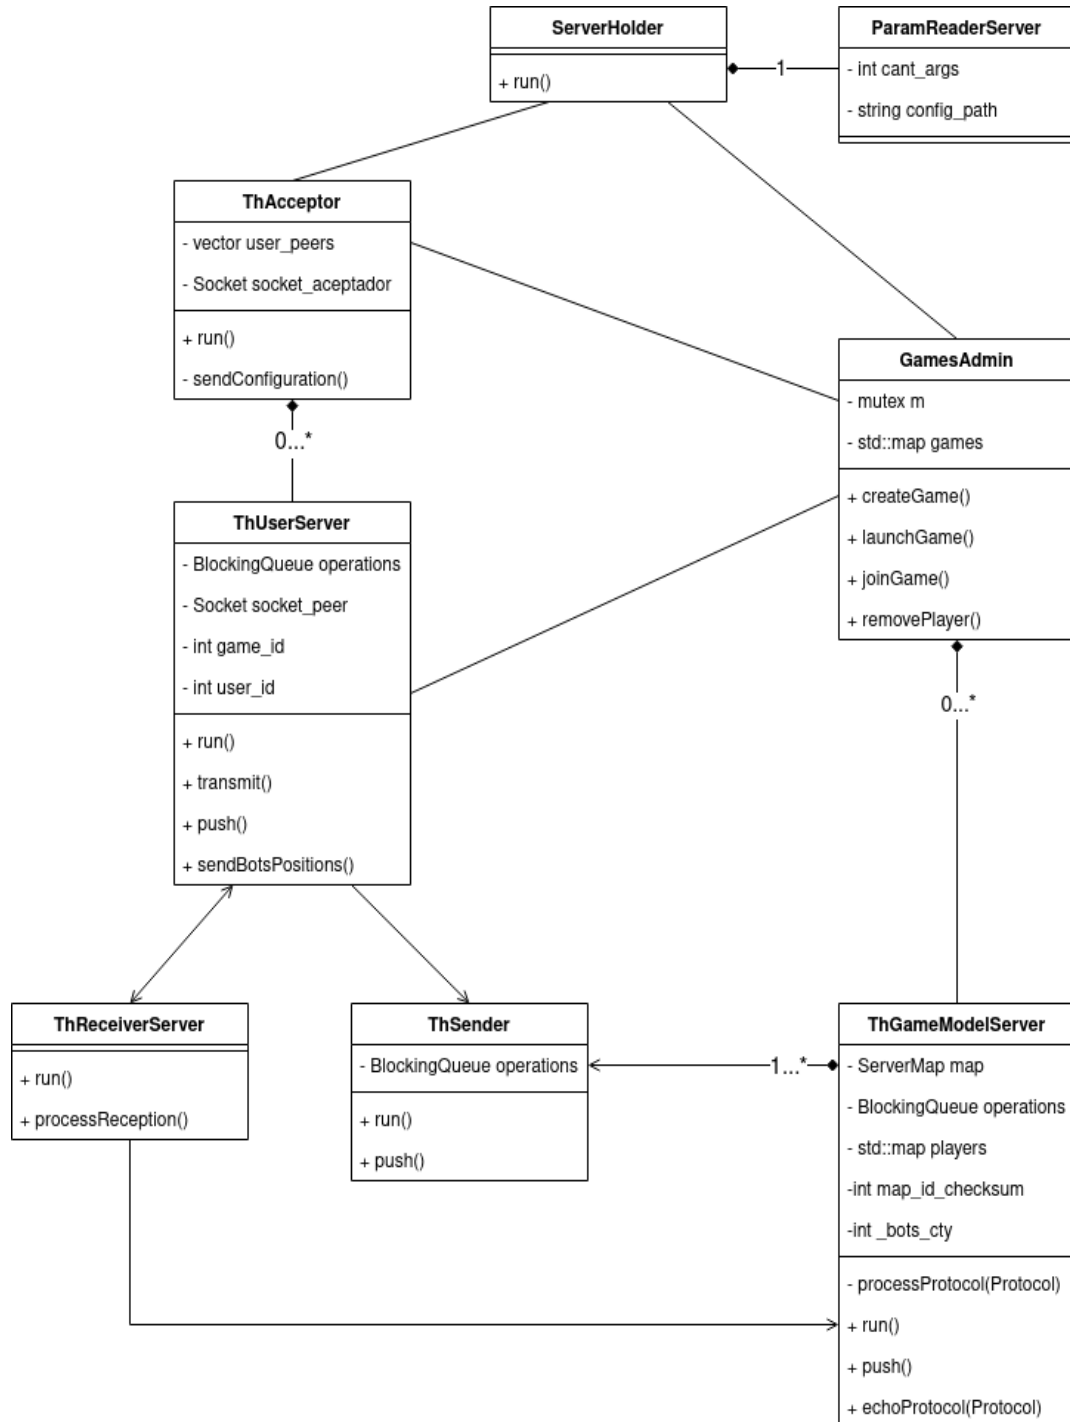 ServerHolder
+ run()
1
ParamReaderServer
- int cant_args
- string config_path
ThAcceptor
- vector user_peers
- Socket socket_aceptador
+ run()
- sendConfiguration()
0...*
GamesAdmin
- mutex m
- std::map games
+ createGame()
+ launchGame()
+ joinGame()
+ removePlayer()
0...*
ThUserServer
- BlockingQueue operations
- Socket socket_peer
- int game_id
- int user_id
+ run()
+ transmit()
+ push()
+ sendBotsPositions()
ThReceiverServer
+ run()
+ processReception()
ThSender
- BlockingQueue operations
+ run()
+ push()
1...*
ThGameModelServer
- ServerMap map
- BlockingQueue operations
- std::map players
-int map_id_checksum
-int _bots_cty
- processProtocol(Protocol)
+ run()
+ push()
+ echoProtocol(Protocol)